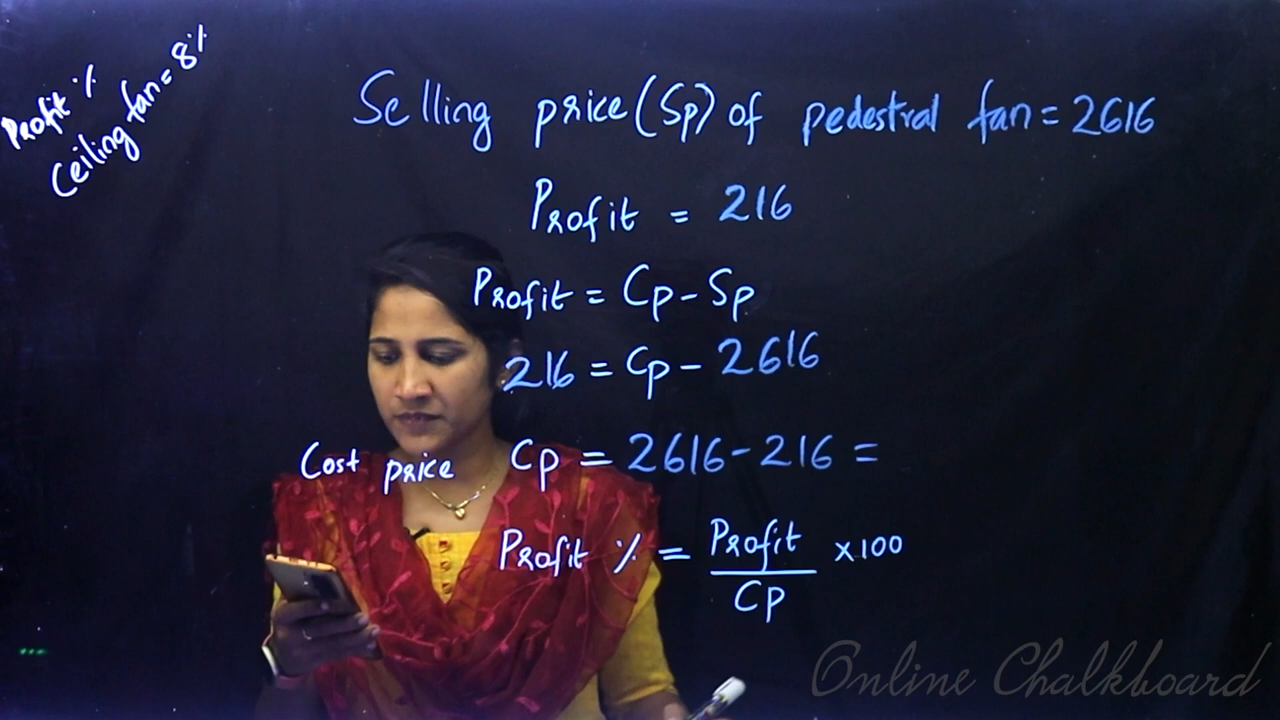 Profit %
Ceiling fan = 8%
Selling price (Sp) of pedestral fan = 2616
Profit = 216
Profit = Cp - Sp
216 = Cp - 2616
Cost price Cp = 2616 - 216 =
Profit % = Profit / Cp × 100
Online Chalkboard